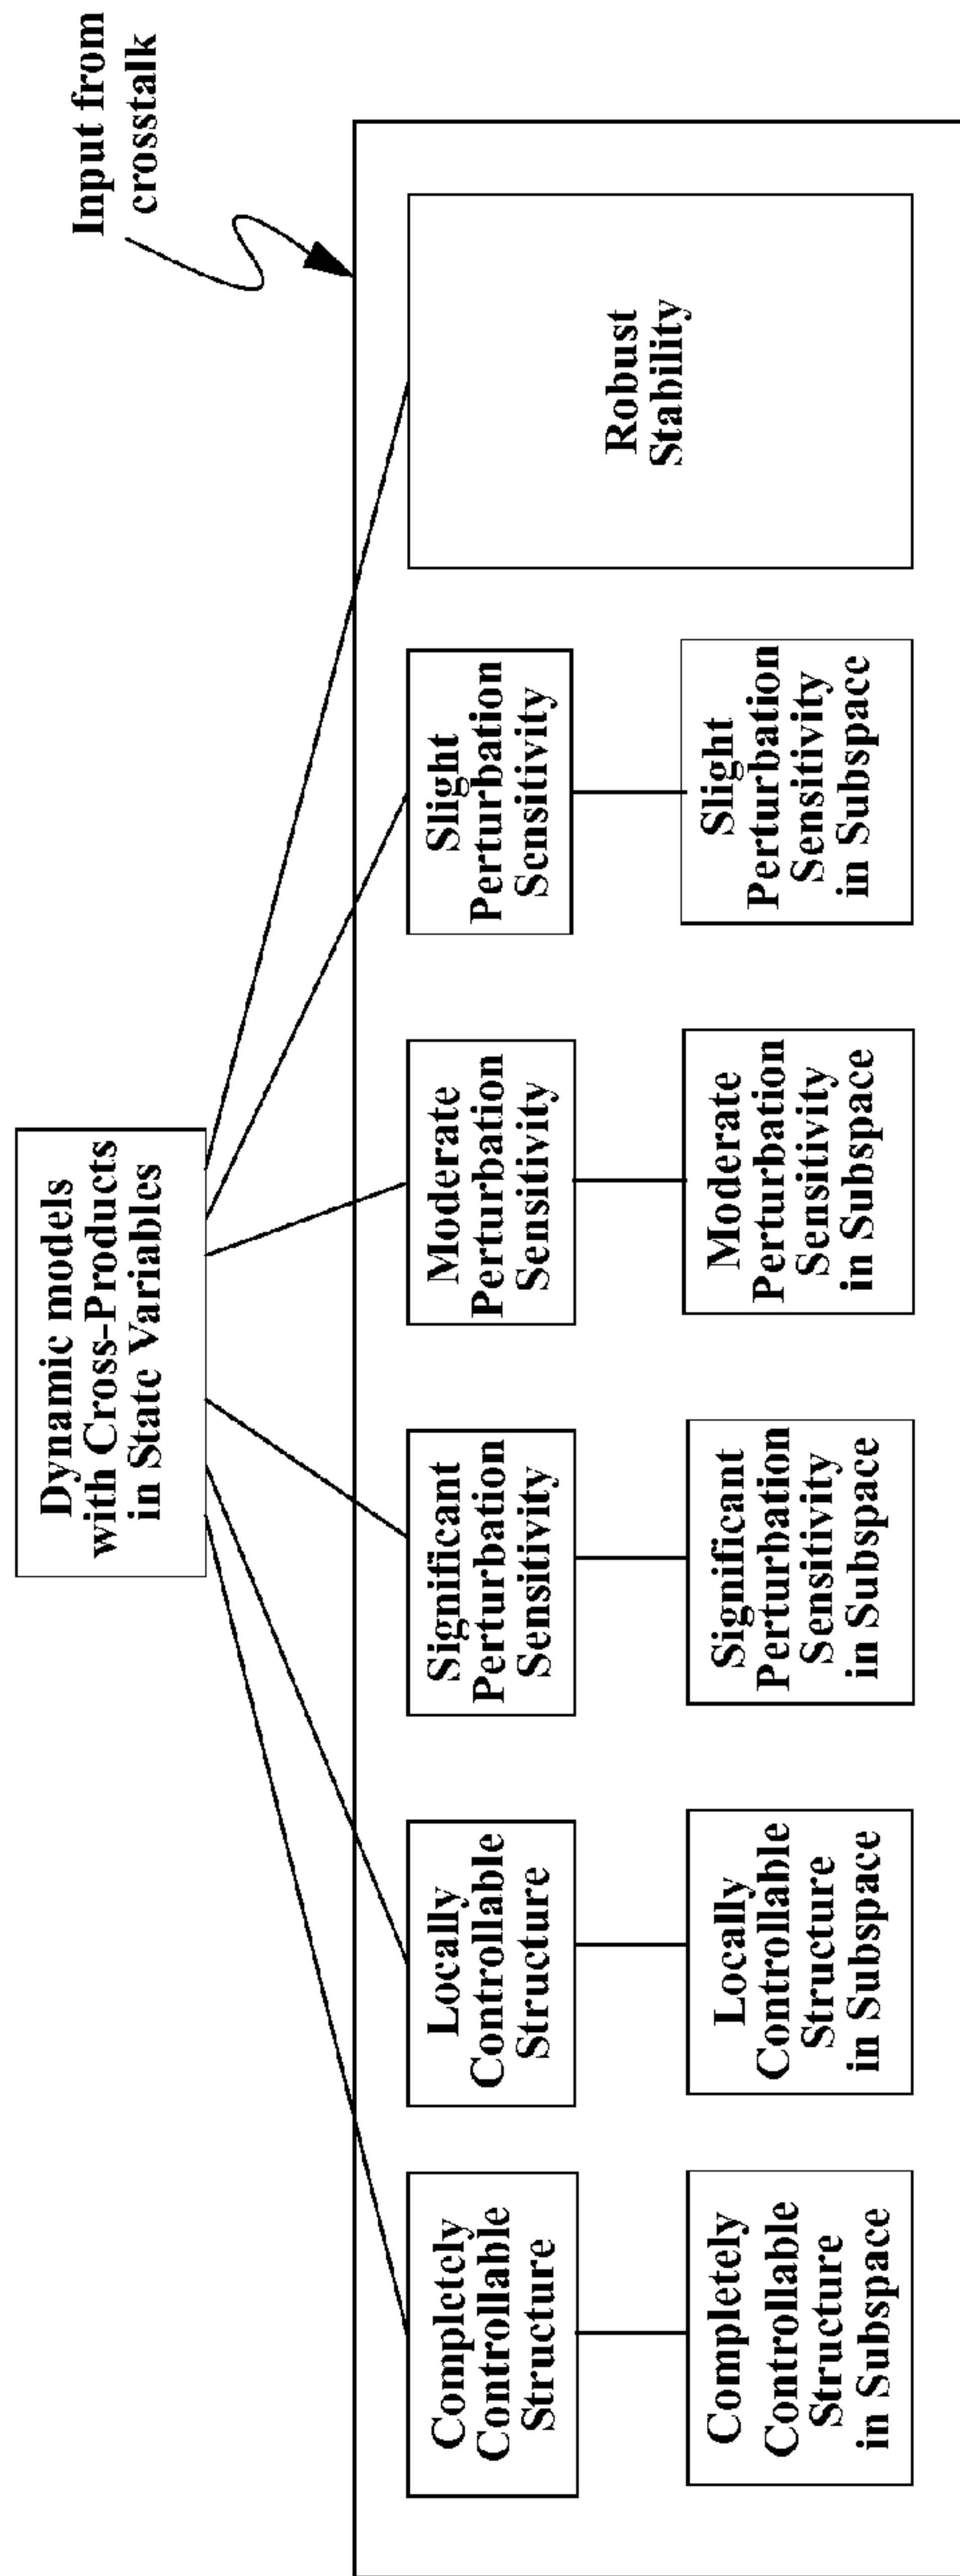 Input from
crosstalk
Dynamic models
with Cross-Products
in State Variables
Completely
Controllable
Structure
Locally
Controllable
Structure
Significant
Perturbation
Sensitivity
Moderate
Perturbation
Sensitivity
Slight
Perturbation
Sensitivity
Robust
Stability
Completely
Controllable
Structure
in Subspace
Locally
Controllable
Structure
in Subspace
Significant
Perturbation
Sensitivity
in Subspace
Moderate
Perturbation
Sensitivity
in Subspace
Slight
Perturbation
Sensitivity
in Subspace